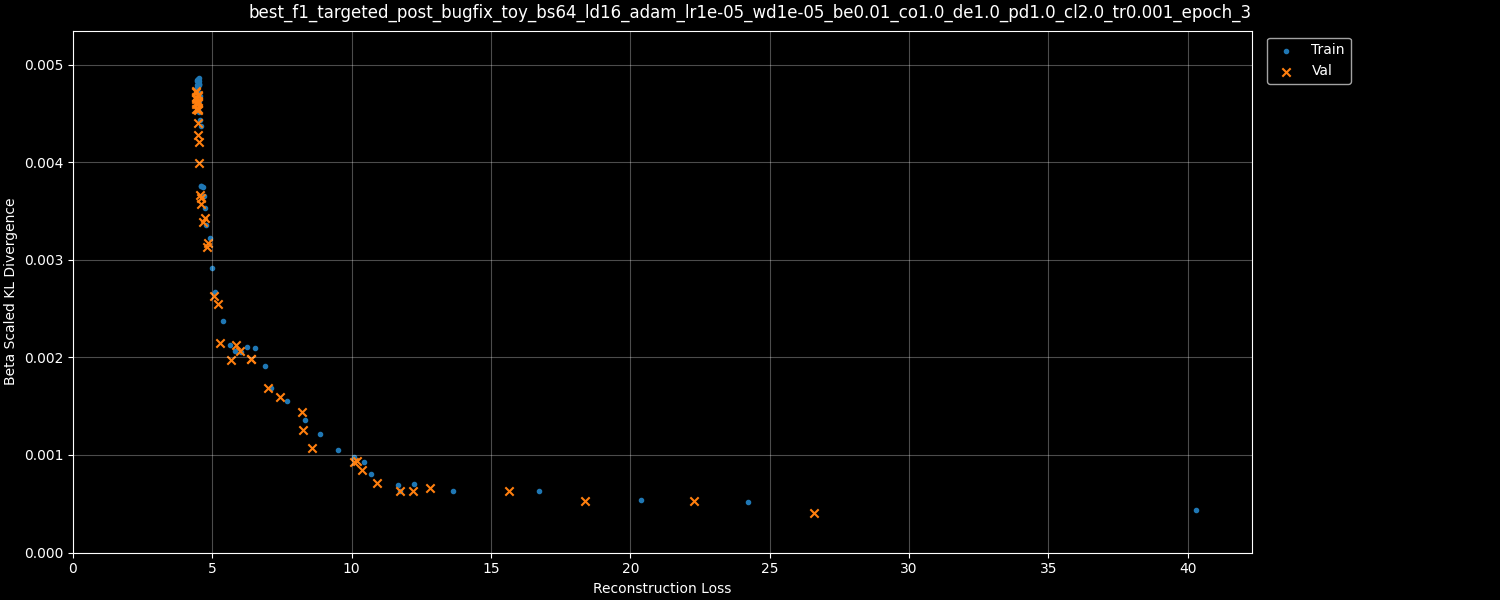 best_f1_targeted_post_bugfix_toy_bs64_ld16_adam_lr1e-05_wd1e-05_be0.01_co1.0_de1.0_pd1.0_cl2.0_tr0.001_epoch_3
Train
Val
Beta Scaled KL Divergence
0.005
0.004
0.003
0.002
0.001
0.000
0 5 10 15 20 25 30 35 40
Reconstruction Loss